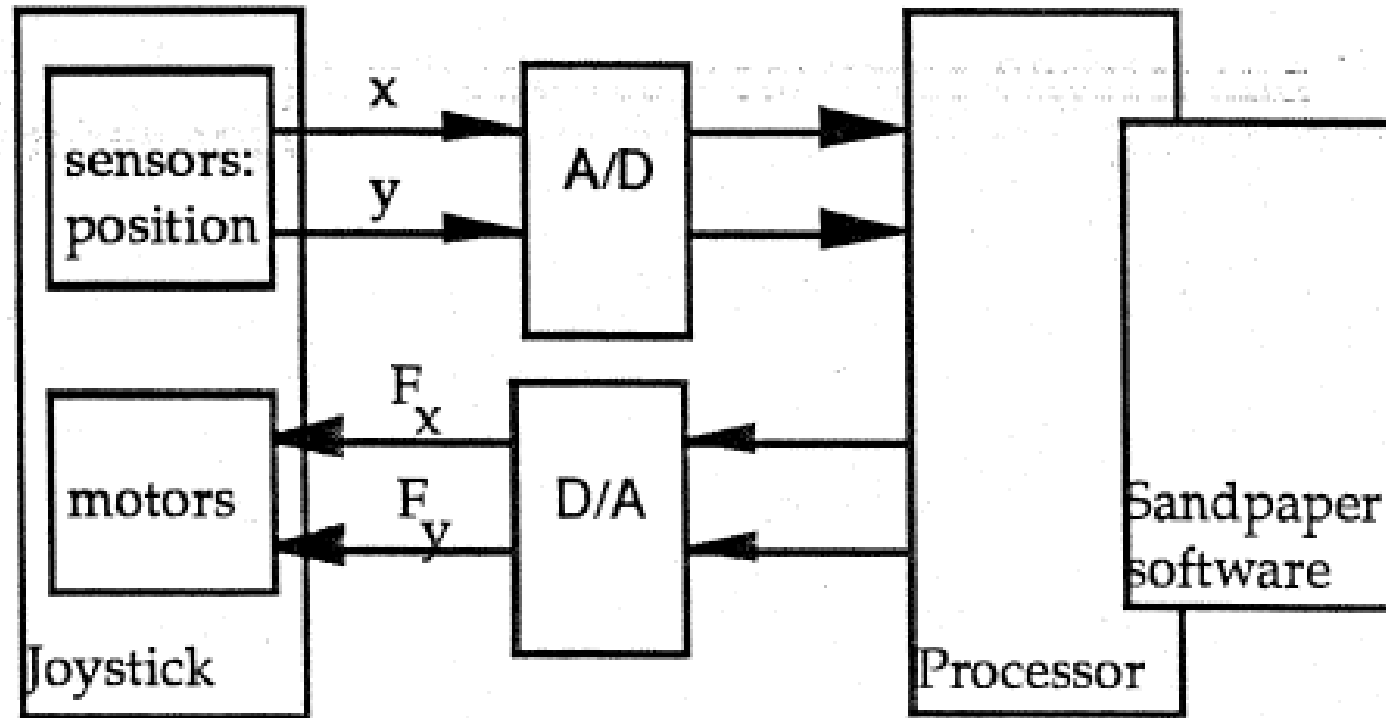 x
sensors:
position
y
A/D
F
x
F
y
motors
D/A
Sandpaper
software
Joystick
Processor